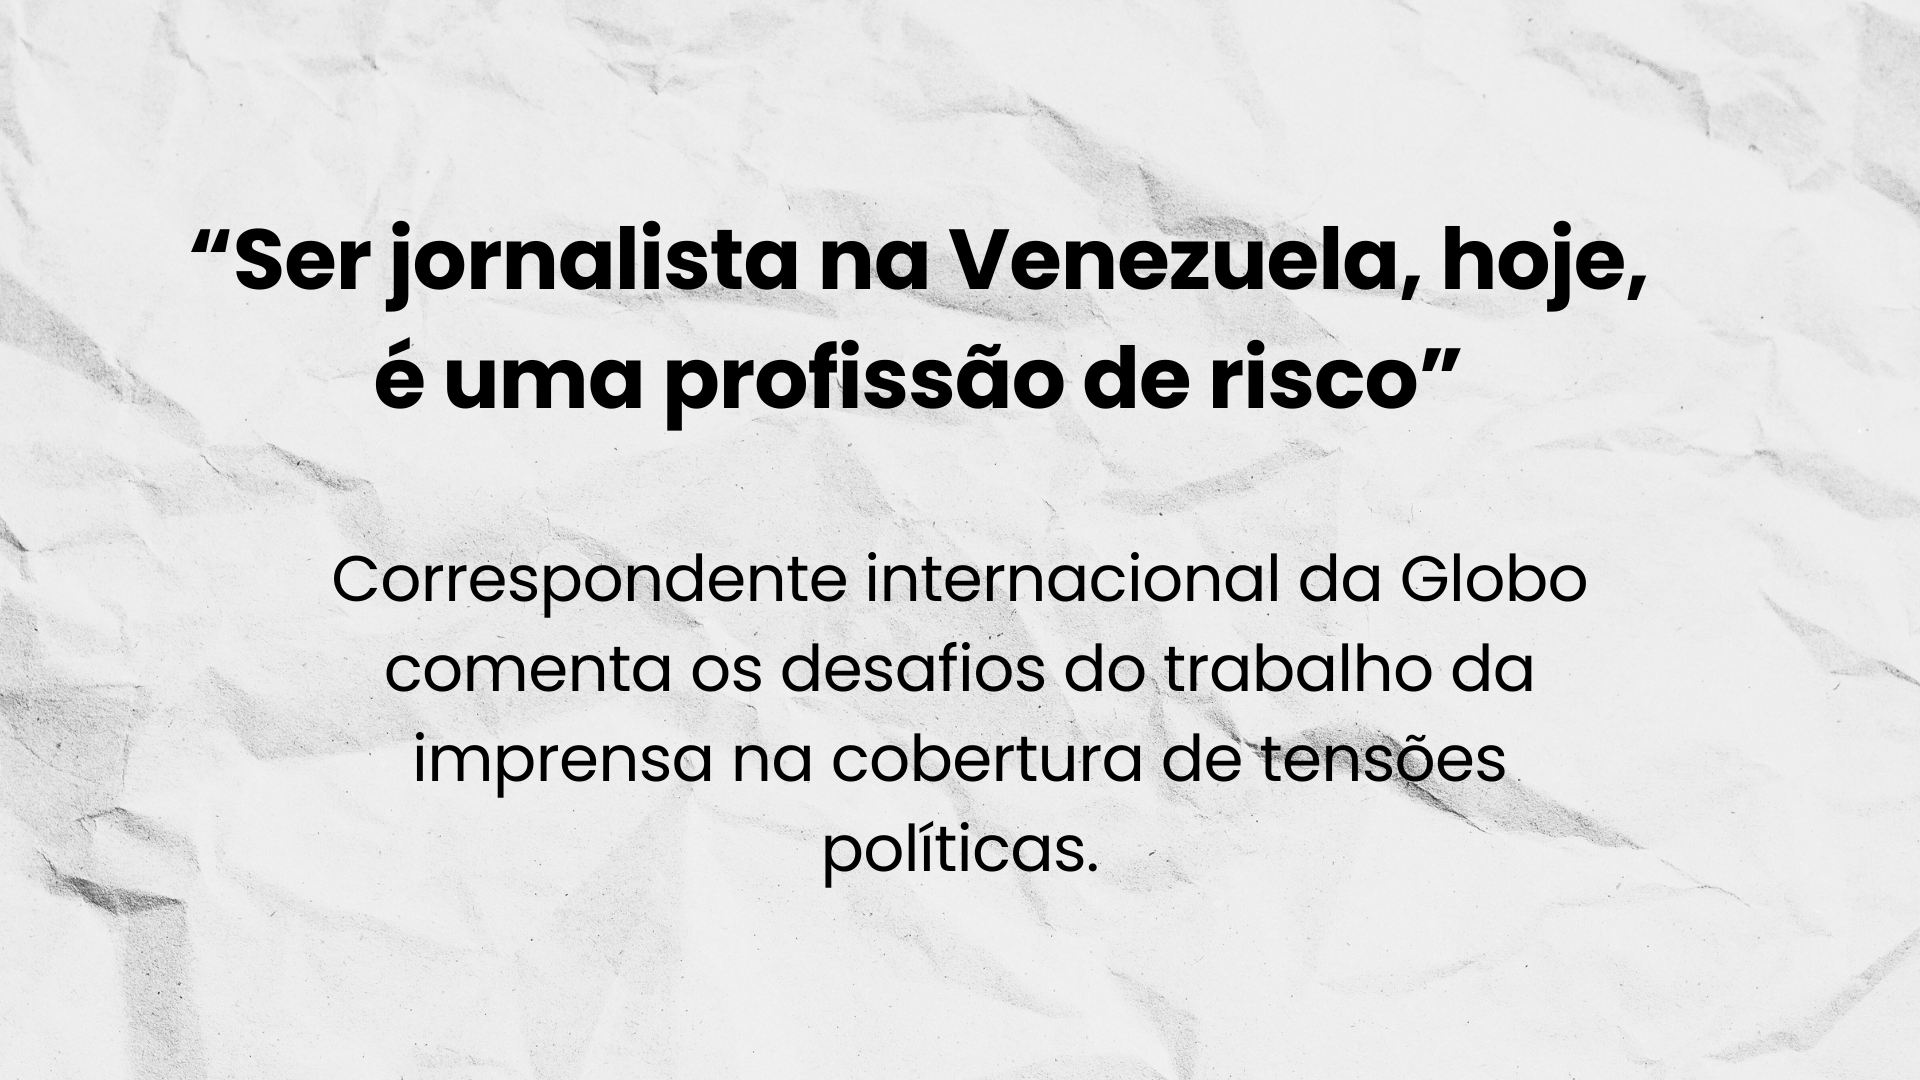 “Ser jornalista na Venezuela, hoje,
é uma profissão de risco”
Correspondente internacional da Globo
comenta os desafios do trabalho da
imprensa na cobertura de tensões
políticas.